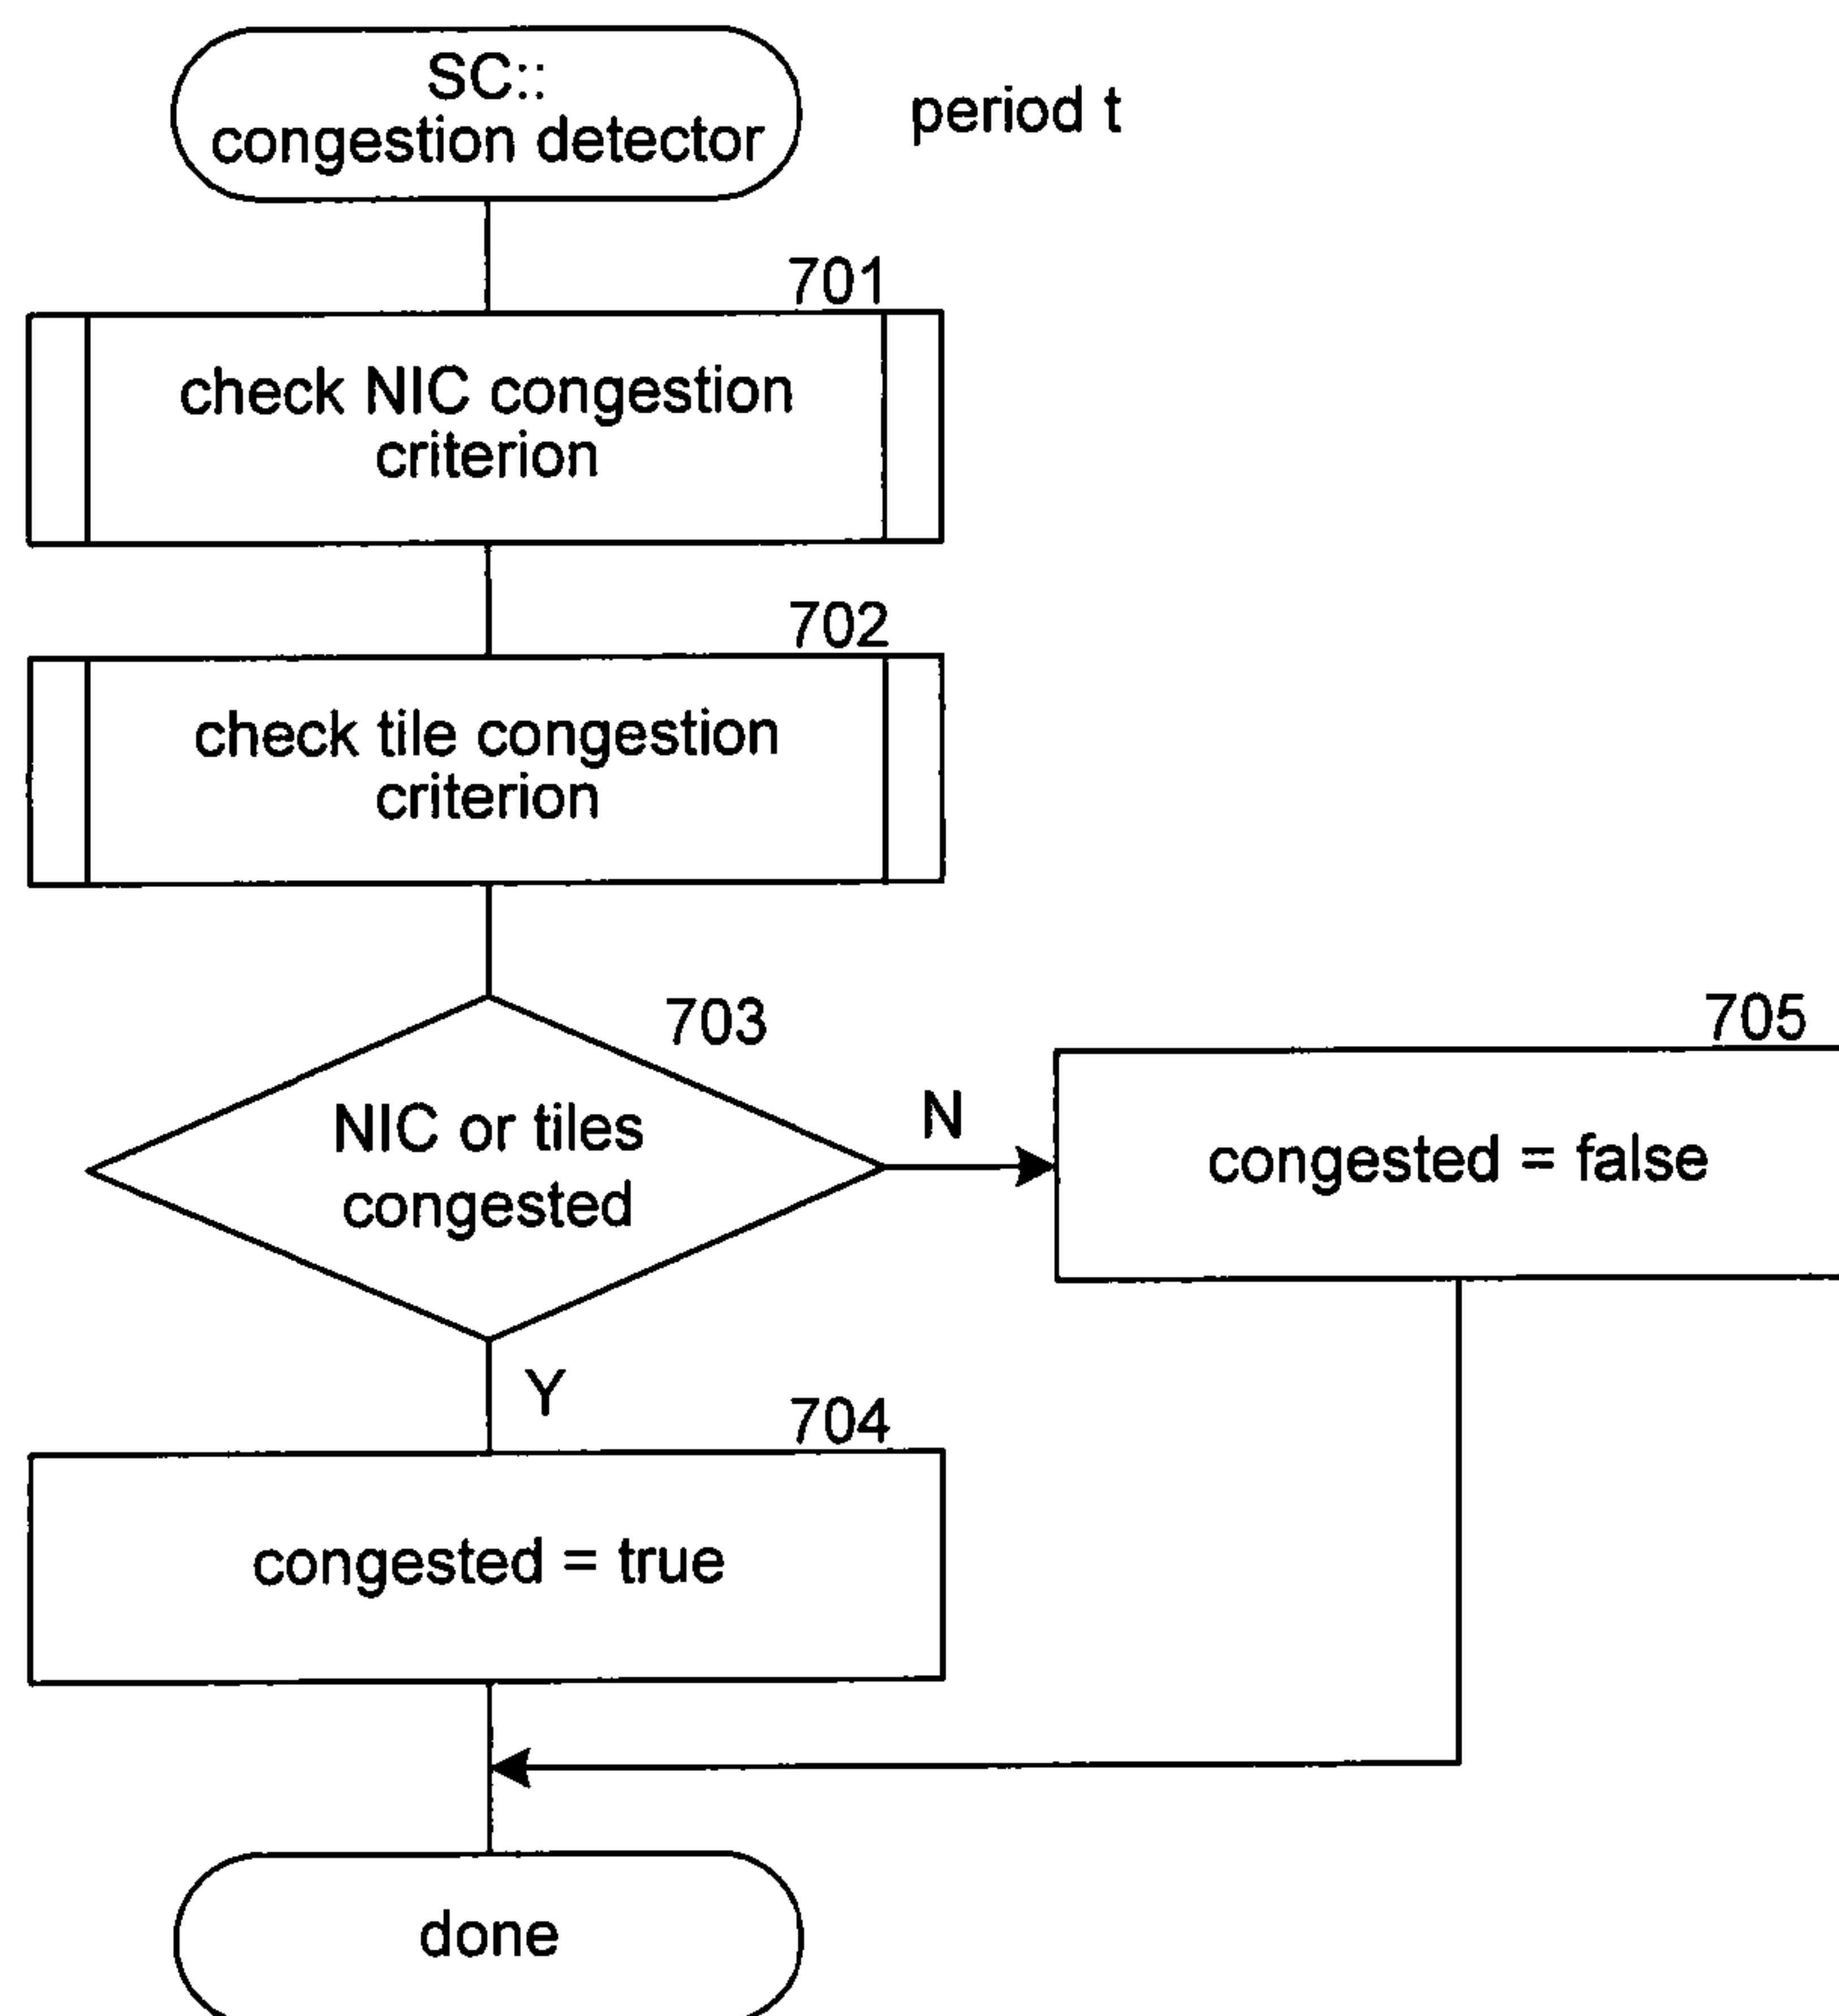 SC::
congestion detector
period t
701
check NIC congestion
criterion
702
check tile congestion
criterion
703
NIC or tiles
congested
N
705
congested = false
Y
704
congested = true
done